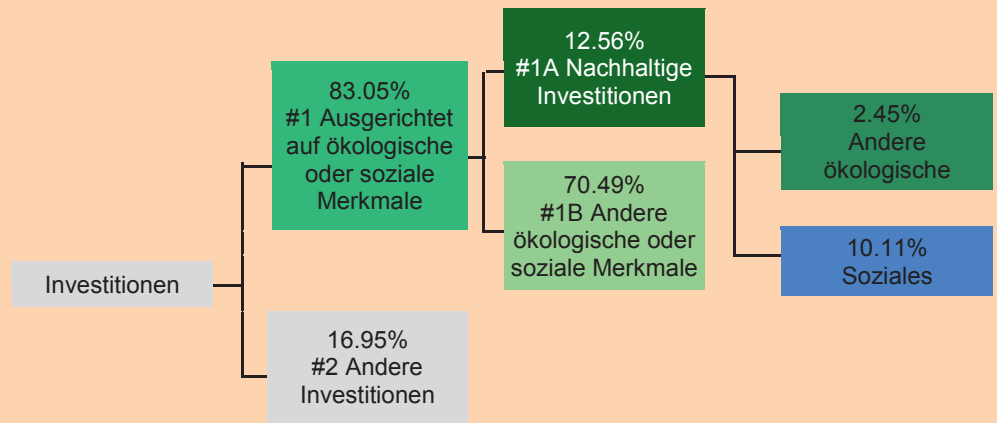 Investitionen
83.05%
#1 Ausgerichtet
auf ökologische
oder soziale
Merkmale
16.95%
#2 Andere
Investitionen
12.56%
#1A Nachhaltige
Investitionen
70.49%
#1B Andere
ökologische oder
soziale Merkmale
2.45%
Andere
ökologische
10.11%
Soziales